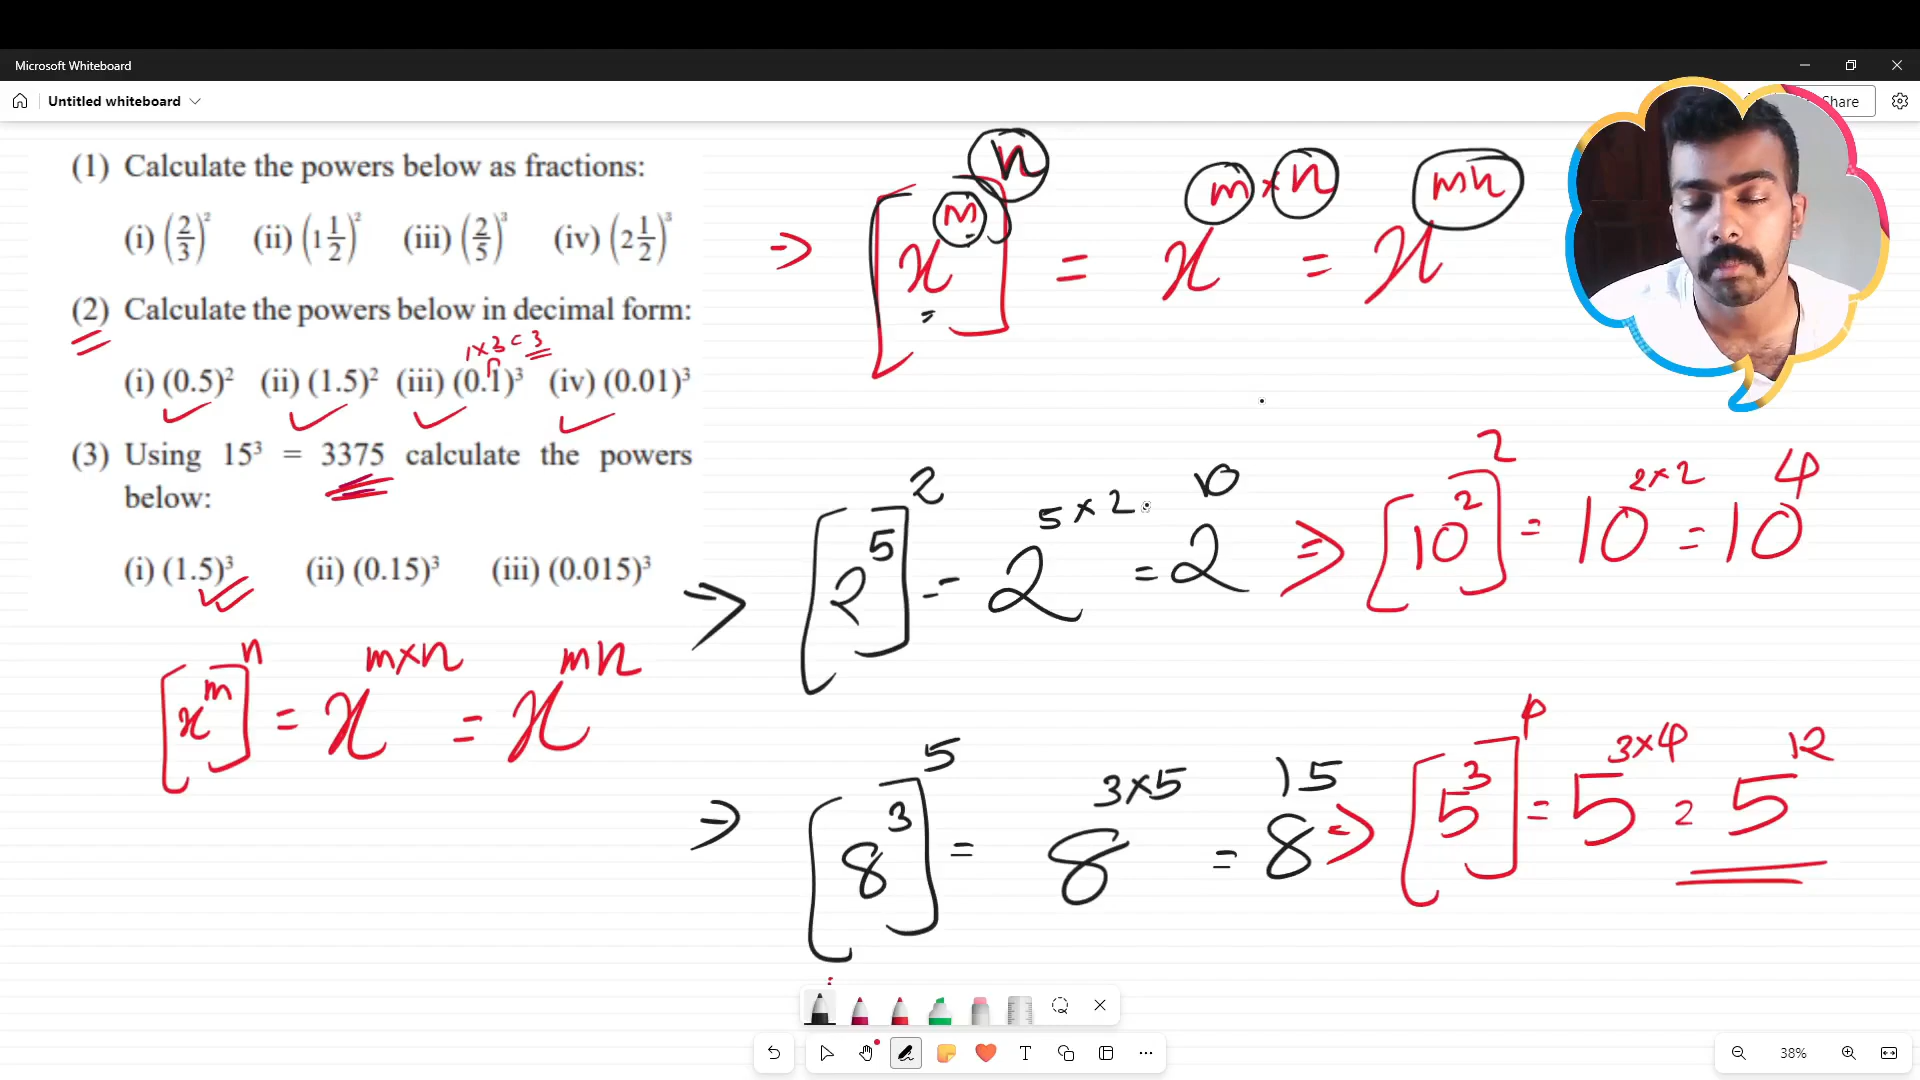 Microsoft Whiteboard
Untitled whiteboard
Share
(1) Calculate the powers below as fractions:
(i) (2/3)² (ii) (1 1/2)² (iii) (2/5)³ (iv) (2 1/2)³
(2) Calculate the powers below in decimal form:
1×3 = 3
(i) (0.5)² (ii) (1.5)² (iii) (0.1)³ (iv) (0.01)³
(3) Using 15³ = 3375 calculate the powers
below:
(i) (1.5)³ (ii) (0.15)³ (iii) (0.015)³
[x^m]^n = x^m×n = x^mn
⇒ [x^m]^n = x^m×n = x^mn
⇒ [2^5]^2 = 2^5×2 = 2^10
⇒ [10^2]^2 = 10^2×2 = 10^4
⇒ [8^3]^5 = 8^3×5 = 8^15
⇒ [5^3]^4 = 5^3×4 = 5^12
38%